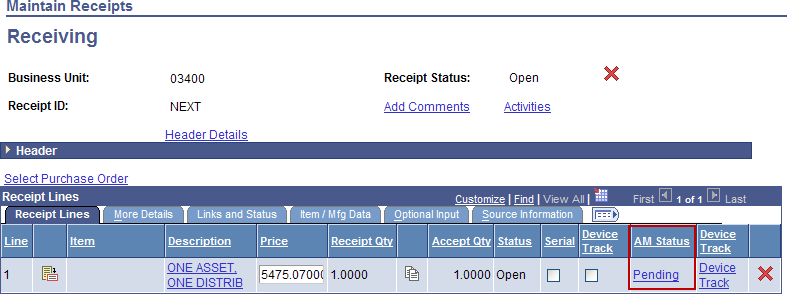 Maintain Receipts
Receiving
Business Unit: 03400 Receipt Status: Open
Receipt ID: NEXT Add Comments Activities
Header Details
Header
Select Purchase Order
Receipt Lines Customize | Find | View All | First 1 of 1 Last
Receipt Lines More Details Links and Status Item / Mfg Data Optional Input Source Information
Line Item Description Price Receipt Qty Accept Qty Status Serial Device Track AM Status Device Track
1 ONE ASSET, ONE DISTRIB 5475.0700 1.0000 1.0000 Open Pending Device Track